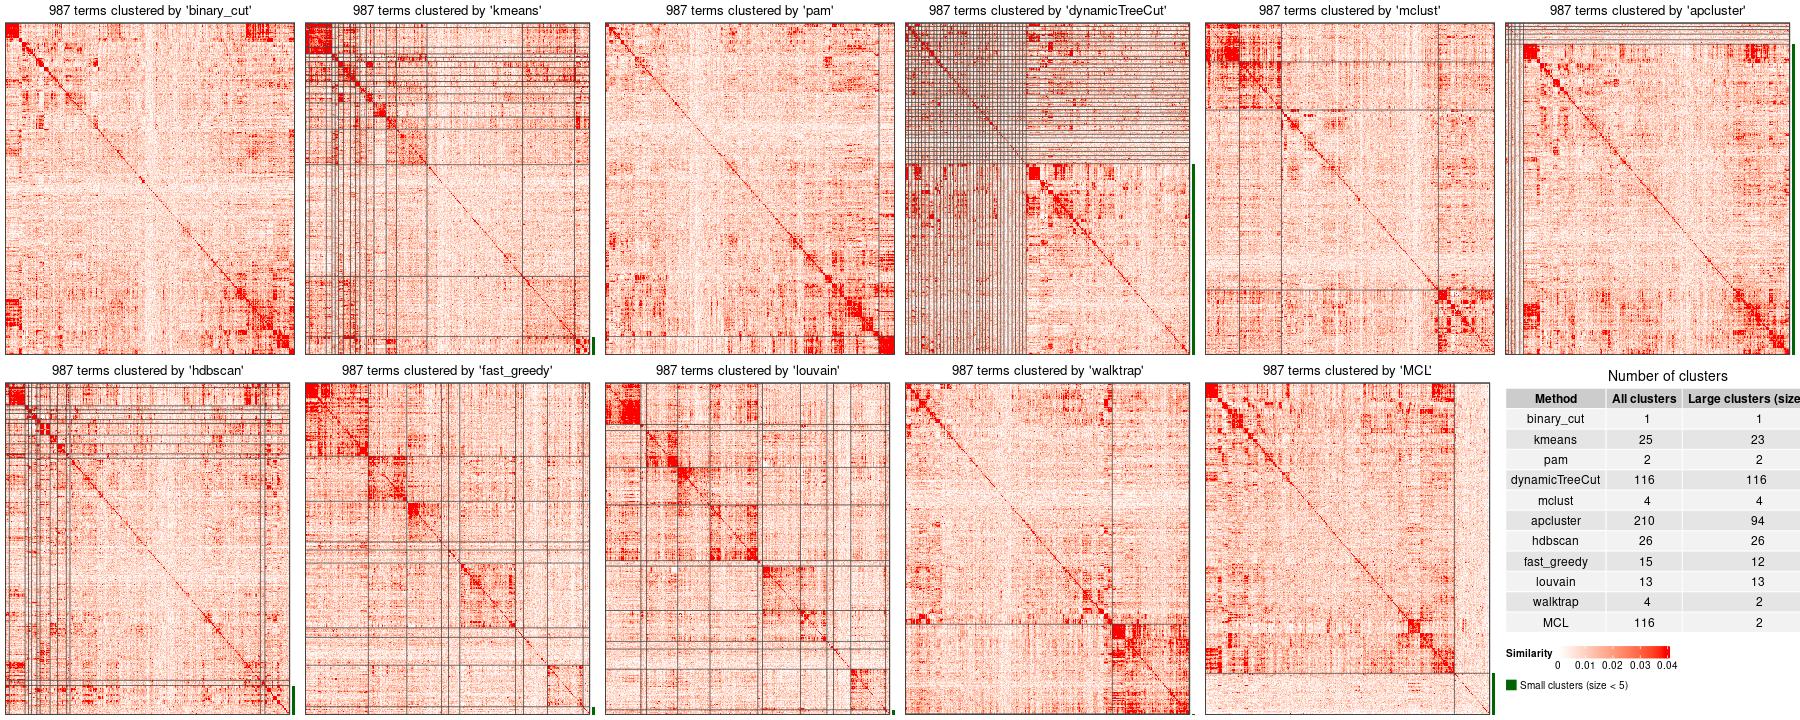 987 terms clustered by 'binary_cut'
987 terms clustered by 'kmeans'
987 terms clustered by 'pam'
987 terms clustered by 'dynamicTreeCut'
987 terms clustered by 'mclust'
987 terms clustered by 'apcluster'
987 terms clustered by 'hdbscan'
987 terms clustered by 'fast_greedy'
987 terms clustered by 'louvain'
987 terms clustered by 'walktrap'
987 terms clustered by 'MCL'
Number of clusters
Method All clusters Large clusters (size
binary_cut 1 1
kmeans 25 23
pam 2 2
dynamicTreeCut 116 116
mclust 4 4
apcluster 210 94
hdbscan 26 26
fast_greedy 15 12
louvain 13 13
walktrap 4 2
MCL 116 2
Similarity
0 0.01 0.02 0.03 0.04
Small clusters (size < 5)